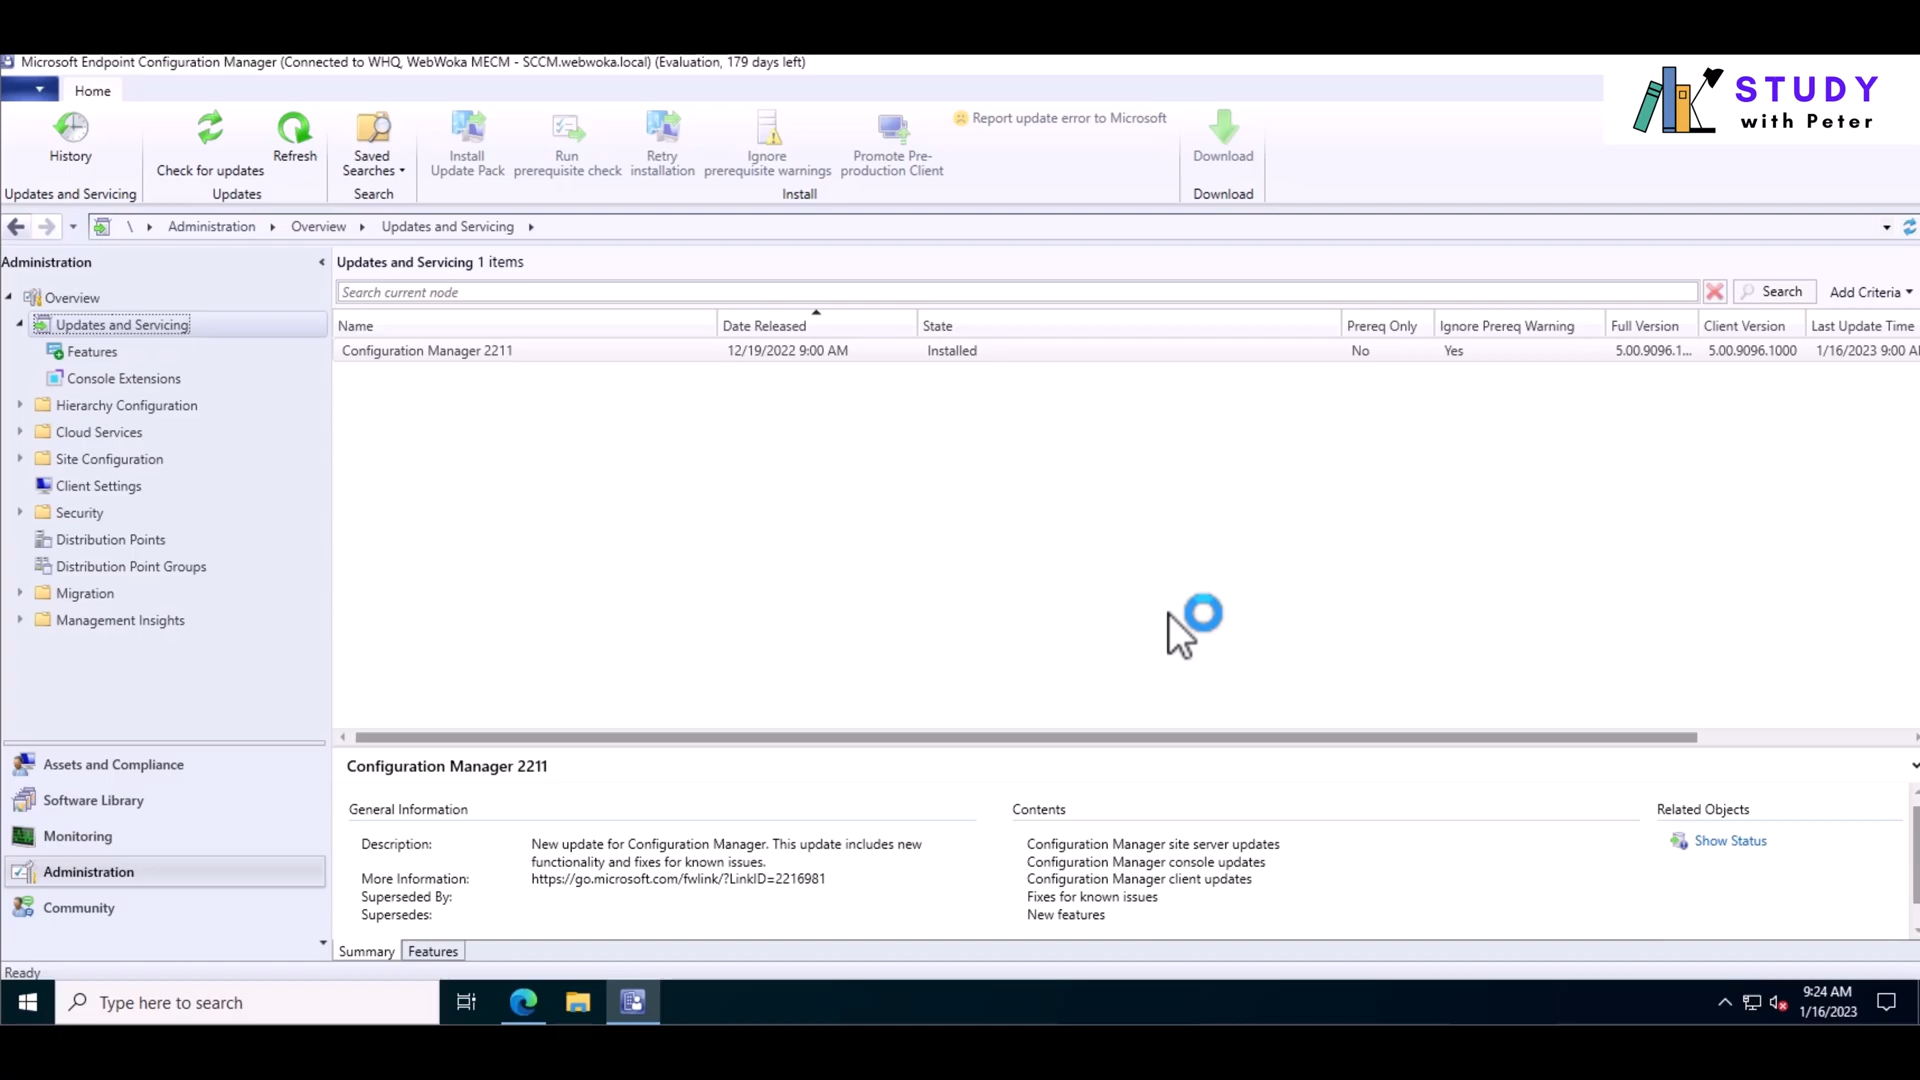 Microsoft Endpoint Configuration Manager (Connected to WHQ, WebWoka MECM - SCCM.webwoka.local) (Evaluation, 179 days left)
STUDY
with Peter
Home
History
Check for updates
Refresh
Saved
Searches
Install
Update Pack
Run
prerequisite check
Retry
installation
Ignore
prerequisite warnings
Promote Pre-
production Client
Report update error to Microsoft
Download
Updates and Servicing
Updates
Search
Install
Download
\ Administration Overview Updates and Servicing
Administration
Overview
Updates and Servicing
Features
Console Extensions
Hierarchy Configuration
Cloud Services
Site Configuration
Client Settings
Security
Distribution Points
Distribution Point Groups
Migration
Management Insights
Assets and Compliance
Software Library
Monitoring
Administration
Community
Updates and Servicing 1 items
Search current node
Search
Add Criteria
Name Date Released State Prereq Only Ignore Prereq Warning Full Version Client Version Last Update Time
Configuration Manager 2211 12/19/2022 9:00 AM Installed No Yes 5.00.9096.1... 5.00.9096.1000 1/16/2023 9:00 A
Configuration Manager 2211
General Information
Description: New update for Configuration Manager. This update includes new
functionality and fixes for known issues.
More Information: https://go.microsoft.com/fwlink/?LinkID=2216981
Superseded By:
Supersedes:
Contents
Configuration Manager site server updates
Configuration Manager console updates
Configuration Manager client updates
Fixes for known issues
New features
Related Objects
Show Status
Summary Features
Ready
Type here to search
9:24 AM
1/16/2023